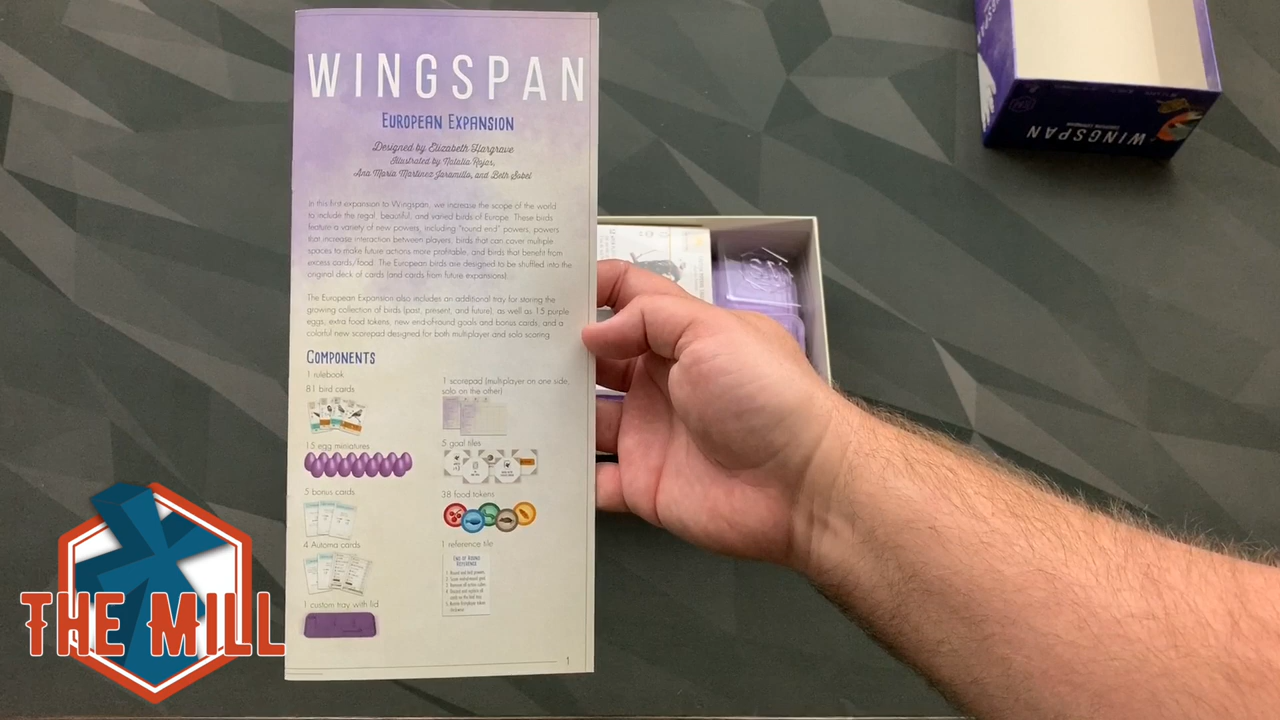 WINGSPAN
EUROPEAN EXPANSION
Designed by Elizabeth Hargrave
Illustrated by Natalia Rojas,
Ana María Martínez Jaramillo, and Beth Sobel
In this first expansion to Wingspan, we increase the scope of the world
to include the regal, beautiful, and varied birds of Europe. These birds
feature a variety of new powers, including "round end" powers, powers
that increase interaction between players, birds that can cover multiple
spaces to make future actions more profitable, and birds that benefit from
excess cards/food. The European birds are designed to be shuffled into the
original deck of cards (and cards from future expansions).
The European Expansion also includes an additional tray for storing the
growing collection of birds (past, present, and future), as well as 15 purple
eggs, extra food tokens, new end-of-round goals and bonus cards, and a
colorful new scorepad designed for both multiplayer and solo scoring.
COMPONENTS
1 rulebook
81 bird cards
15 egg miniatures
5 bonus cards
4 Automa cards
1 custom tray with lid
1 scorepad (multiplayer on one side,
solo on the other)
5 goal tiles
38 food tokens
1 reference tile
END OF ROUND
REFERENCE
1
WINGSPAN
THE MILL